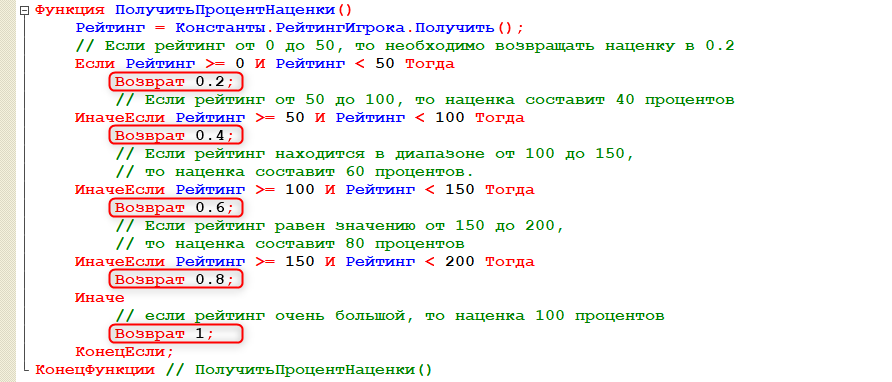 Функция ПолучитьПроцентНаценки()
Рейтинг = Константы.РейтингИгрока.Получить();
// Если рейтинг от 0 до 50, то необходимо возвращать наценку в 0.2
Если Рейтинг >= 0 И Рейтинг < 50 Тогда
Возврат 0.2;
// Если рейтинг от 50 до 100, то наценка составит 40 процентов
ИначеЕсли Рейтинг >= 50 И Рейтинг < 100 Тогда
Возврат 0.4;
// Если рейтинг находится в диапазоне от 100 до 150,
// то наценка составит 60 процентов.
ИначеЕсли Рейтинг >= 100 И Рейтинг < 150 Тогда
Возврат 0.6;
// Если рейтинг равен значению от 150 до 200,
// то наценка составит 80 процентов
ИначеЕсли Рейтинг >= 150 И Рейтинг < 200 Тогда
Возврат 0.8;
Иначе
// если рейтинг очень большой, то наценка 100 процентов
Возврат 1;
КонецЕсли;
КонецФункции // ПолучитьПроцентНаценки()